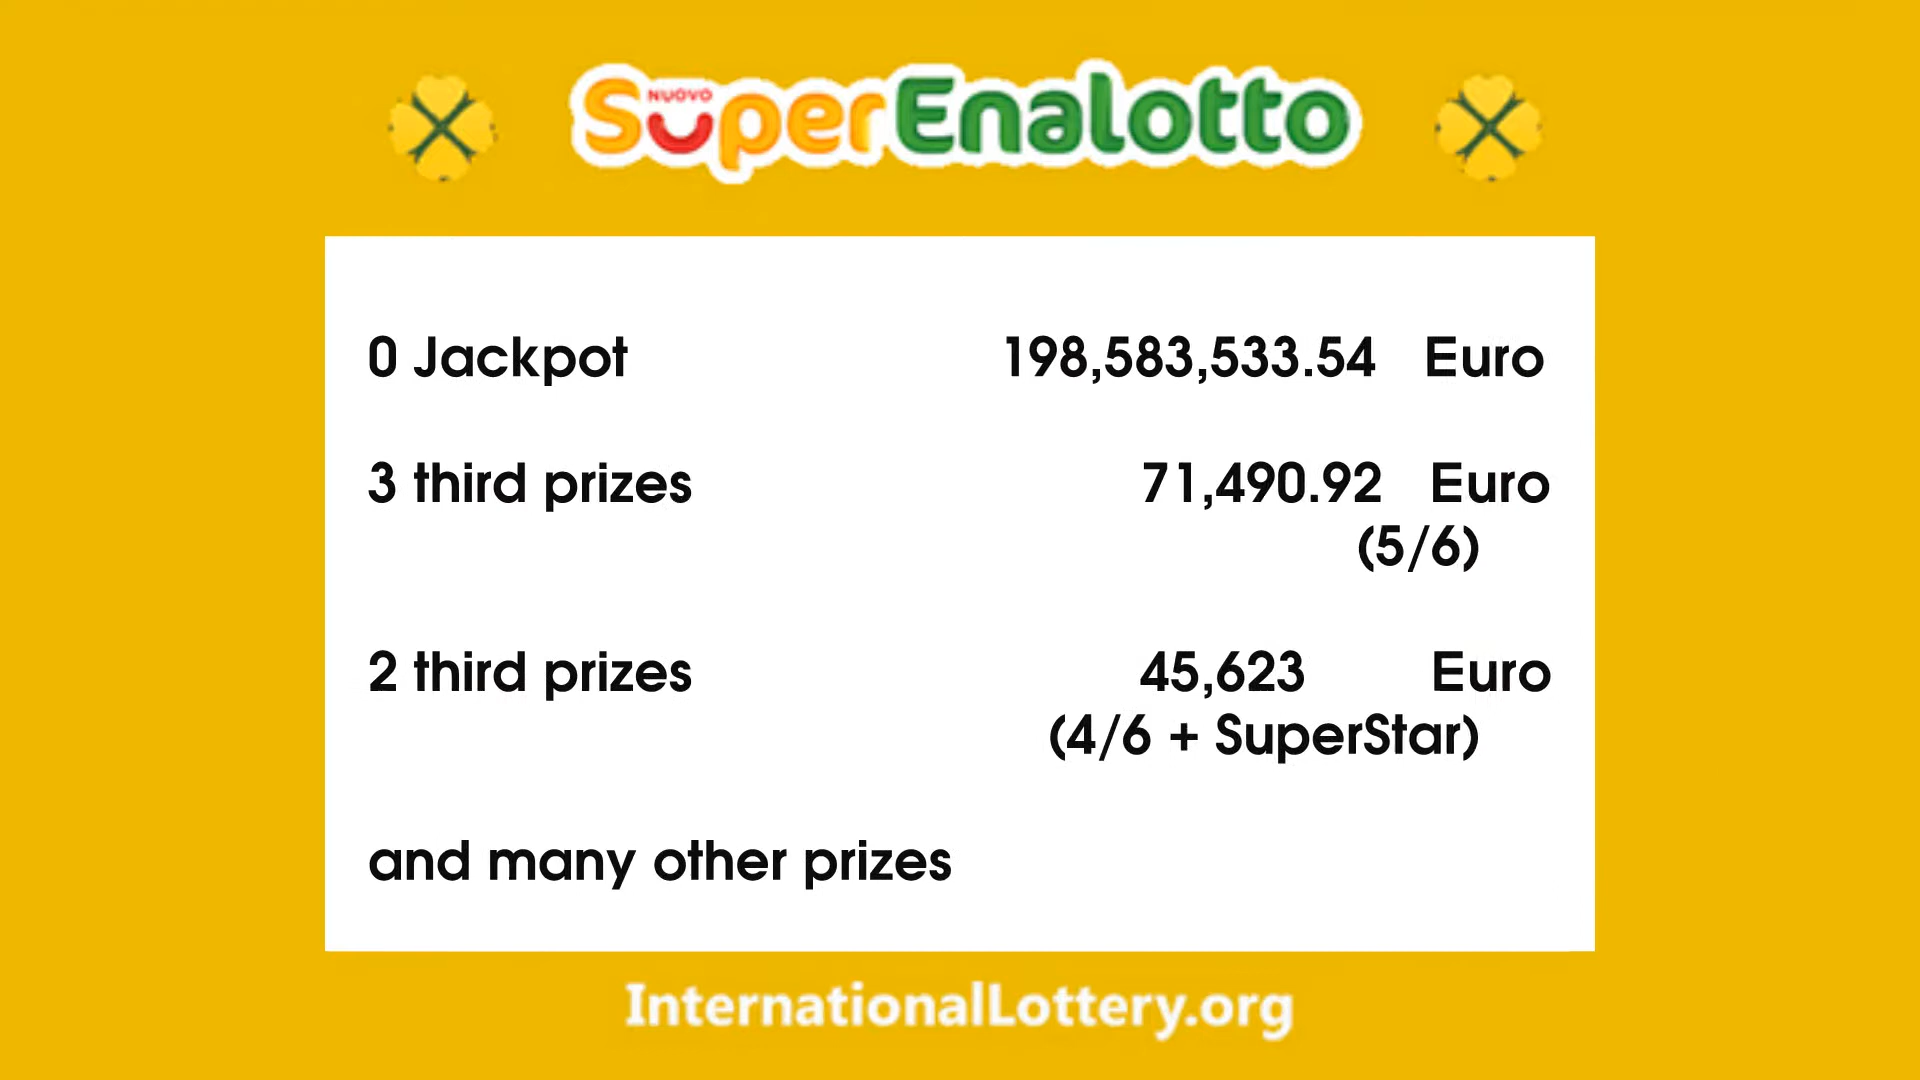 NUOVO
SuperEnalotto
0 Jackpot 198,583,533.54 Euro
3 third prizes 71,490.92 Euro
(5/6)
2 third prizes 45,623 Euro
(4/6 + SuperStar)
and many other prizes
InternationalLottery.org